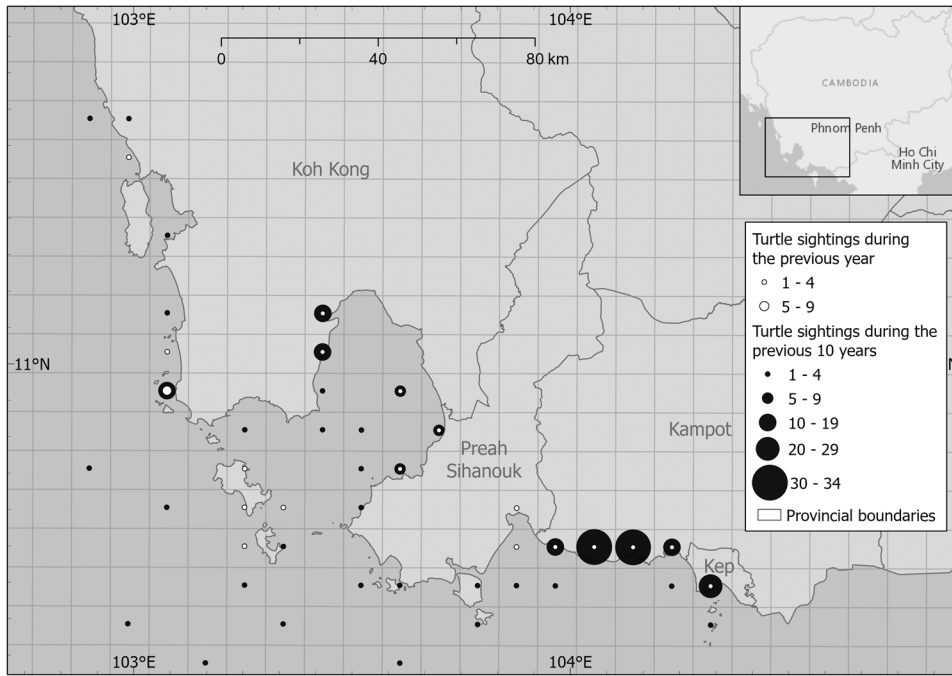 103°E
104°E
0
40
80 km
CAMBODIA
Phnom Penh
Ho Chi
Minh City
Koh Kong
Turtle sightings during
the previous year
1 - 4
5 - 9
Turtle sightings during the
previous 10 years
1 - 4
5 - 9
10 - 19
20 - 29
30 - 34
Provincial boundaries
11°N
N
Kampot
Preah
Sihanouk
Kep
103°E
104°E